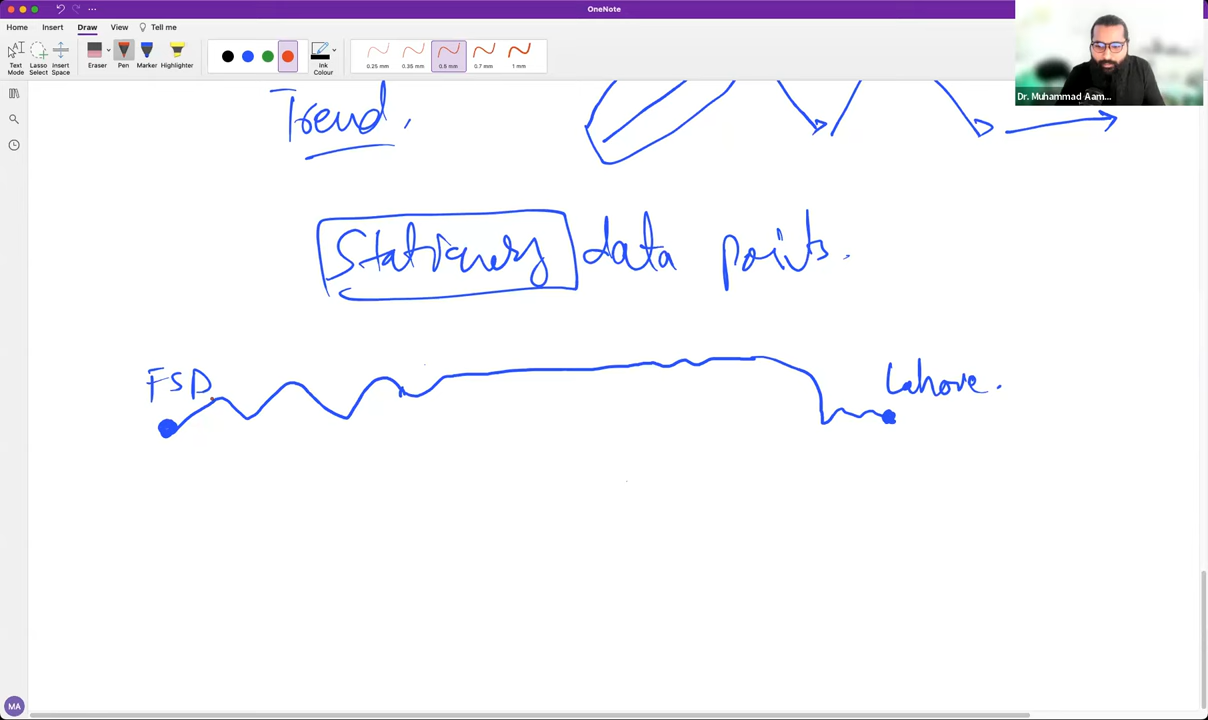 OneNote
Home Insert Draw View Tell me
Text Mode
Lasso Select
Insert Space
Eraser
Pen
Marker
Highlighter
Ink Colour
0.25 mm
0.35 mm
0.5 mm
0.7 mm
1 mm
Dr. Muhammad Aam...
Trend,
Stationery data points.
FSD
Lahore.
MA